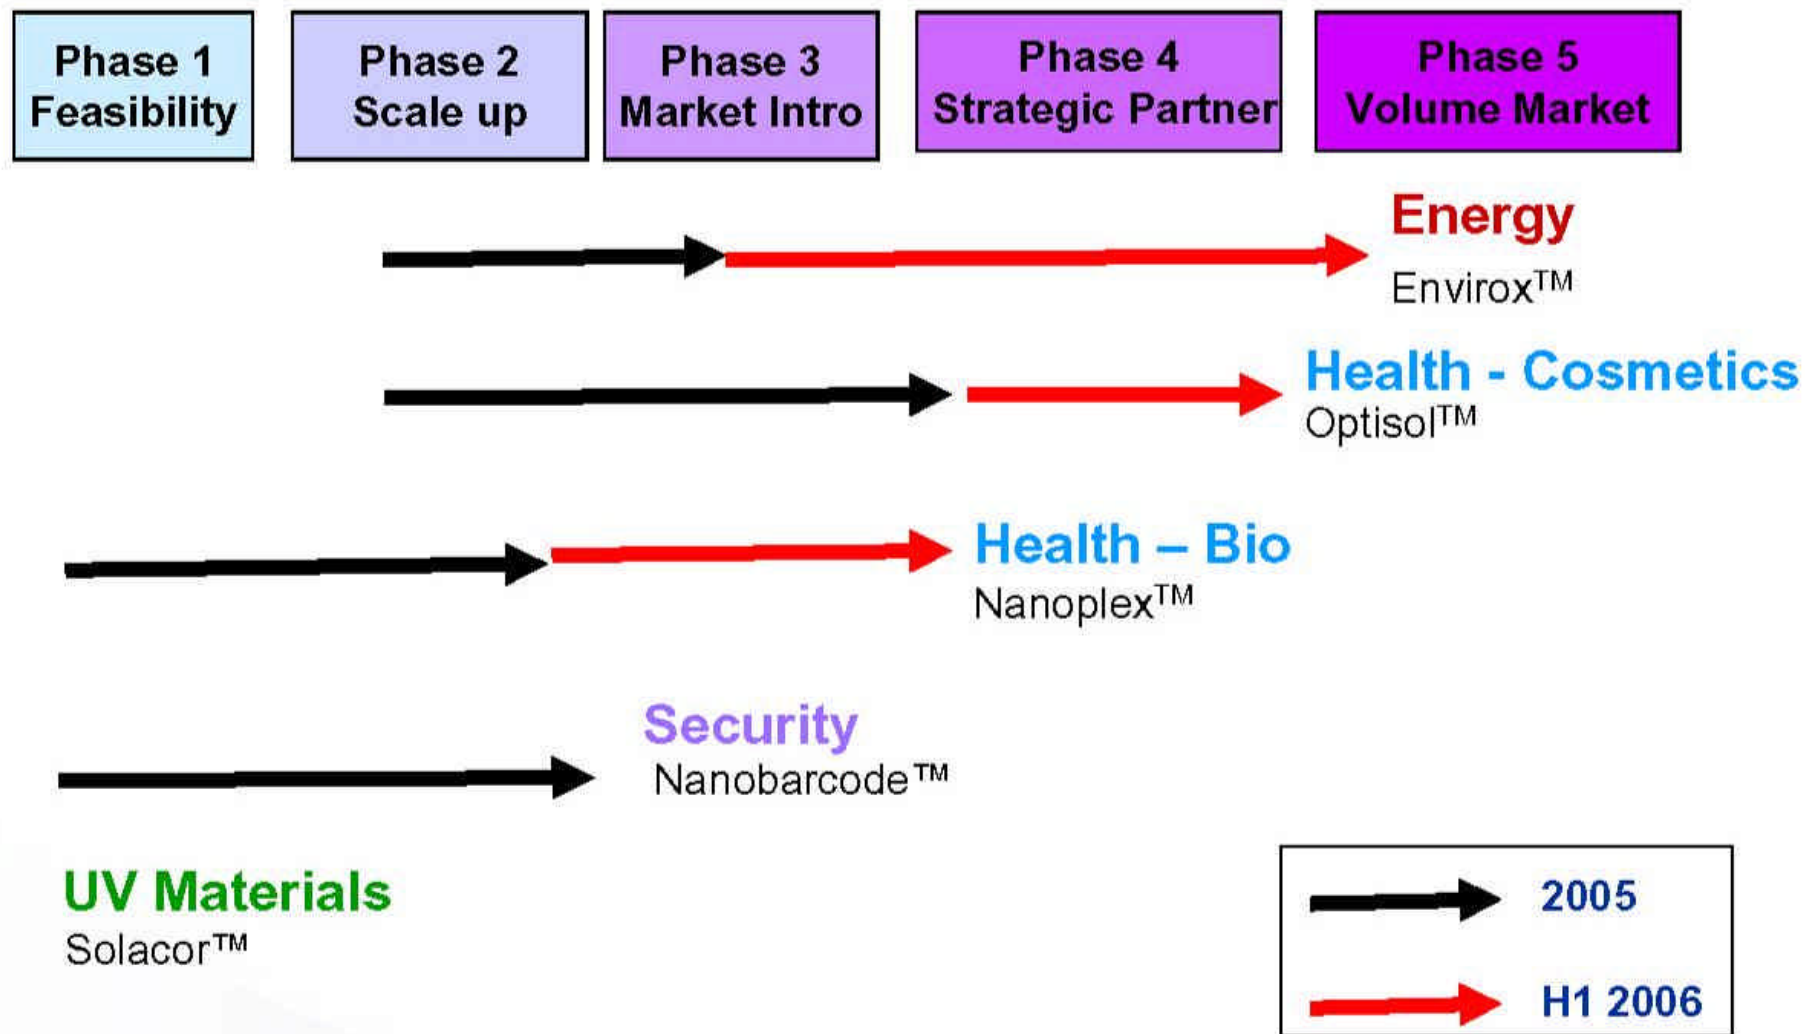 Phase 1
Feasibility
Phase 2
Scale up
Phase 3
Market Intro
Phase 4
Strategic Partner
Phase 5
Volume Market
Energy
Envirox™
Health - Cosmetics
Optisol™
Health – Bio
Nanoplex™
Security
Nanobarcode™
UV Materials
Solacor™
2005
H1 2006